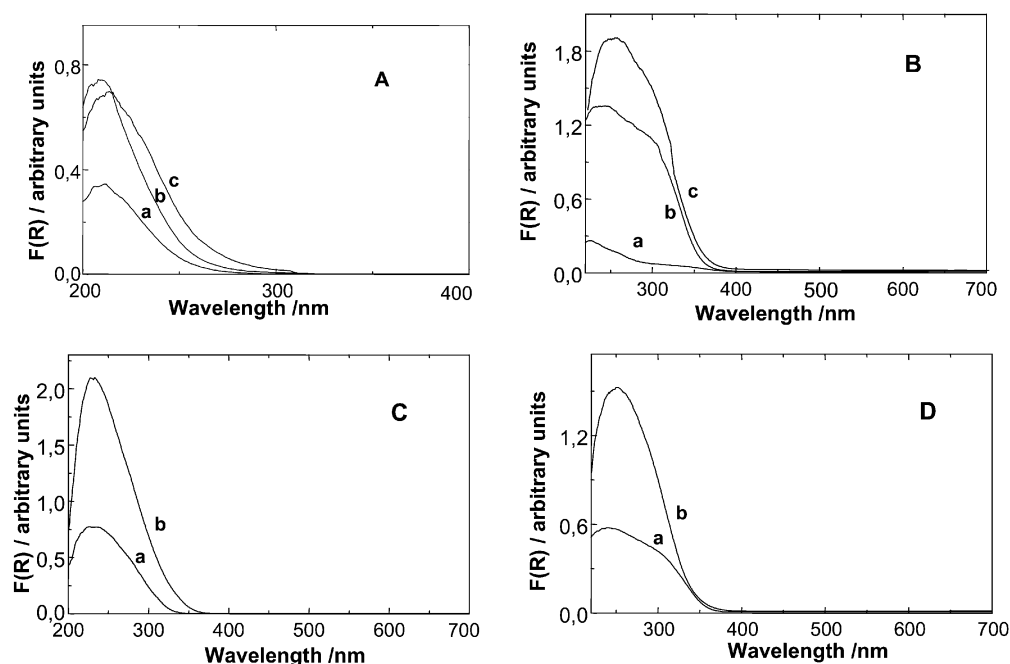 F(R) / arbitrary units
0,8
0,4
0,0
A
a
b
c
200
300
400
Wavelength /nm
F(R) / arbitrary units
1.8
1,2
0,6
0,0
B
a
b
c
300
400
500
600
700
Wavelength /nm
F(R) / arbitrary units
2,0
1,5
1,0
0,5
0,0
C
a
b
200
300
400
500
600
700
Wavelength /nm
F(R) / arbitrary units
1,2
0,6
0,0
D
a
b
300
400
500
600
700
Wavelength /nm